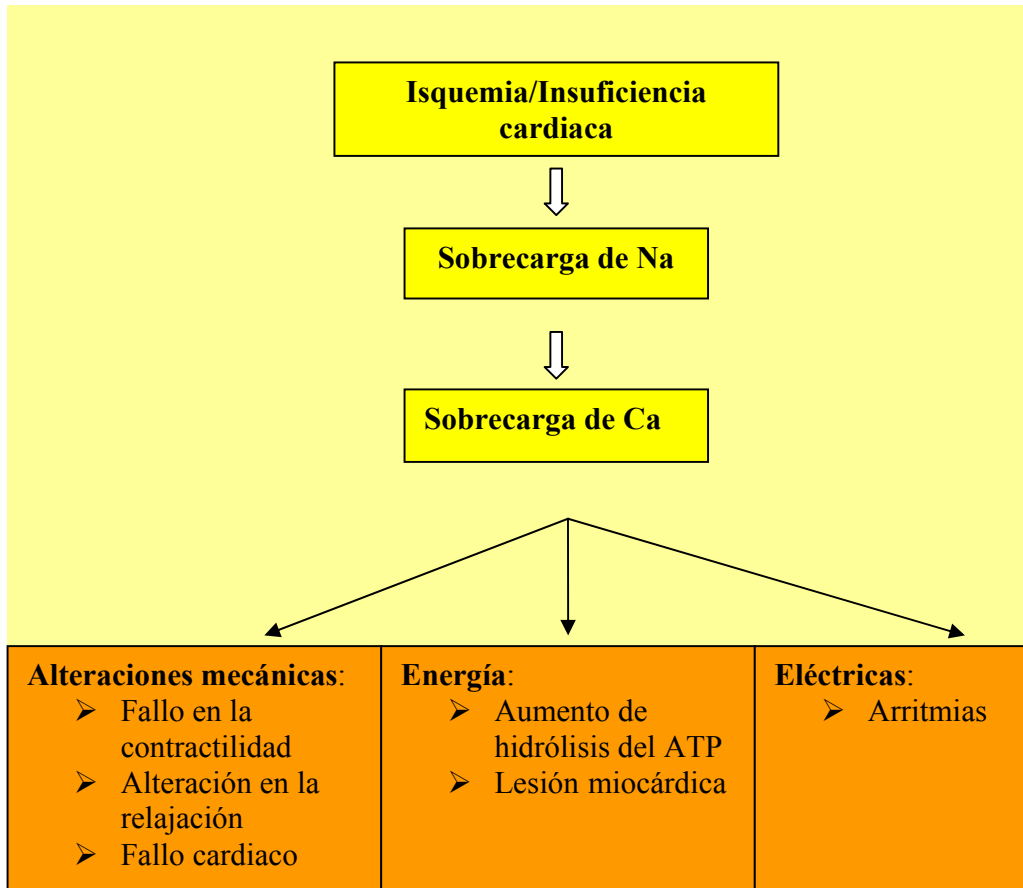 Isquemia/Insuficiencia
cardiaca
Sobrecarga de Na
Sobrecarga de Ca
Alteraciones mecánicas:
➢ Fallo en la
contractilidad
➢ Alteración en la
relajación
➢ Fallo cardiaco
Energía:
➢ Aumento de
hidrólisis del ATP
➢ Lesión miocárdica
Eléctricas:
➢ Arritmias